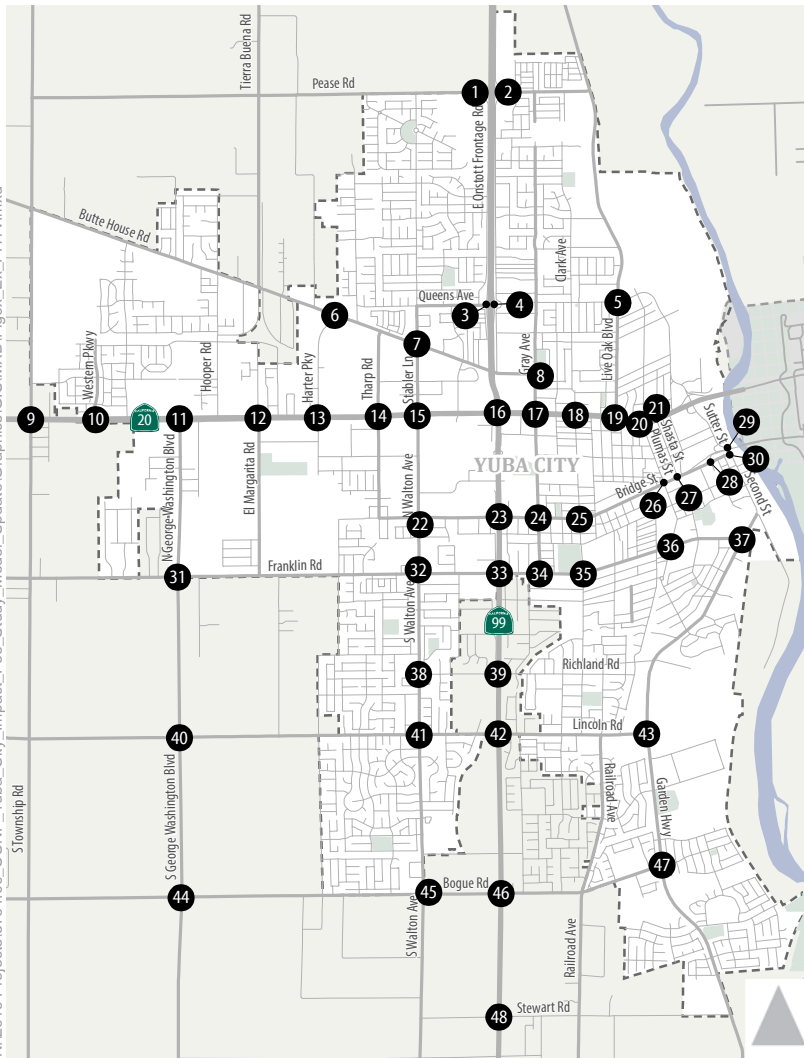 Tierra Buena Rd
Pease Rd
1
2
E Onstott Frontage Rd
Butte House Rd
Clark Ave
Queens Ave
3
4
5
6
7
Gray Ave
8
Live Oak Blvd
Western Pkwy
Hooper Rd
Harter Pky
Tharp Rd
Stabler Ln
9
10
CALIFORNIA
20
11
12
13
14
15
16
17
18
19
20
21
Shasta St
Plumas St
Sutter St
29
30
Second St
YUBA CITY
N George Washington Blvd
El Margarita Rd
N Walton Ave
Bridge St
22
23
24
25
26
27
28
31
Franklin Rd
32
33
34
35
36
37
S Walton Ave
CALIFORNIA
99
Richland Rd
38
39
Lincoln Rd
40
41
42
43
S Township Rd
S George Washington Blvd
Railroad Ave
Garden Hwy
47
44
45
Bogue Rd
46
S Walton Ave
Railroad Ave
48
Stewart Rd